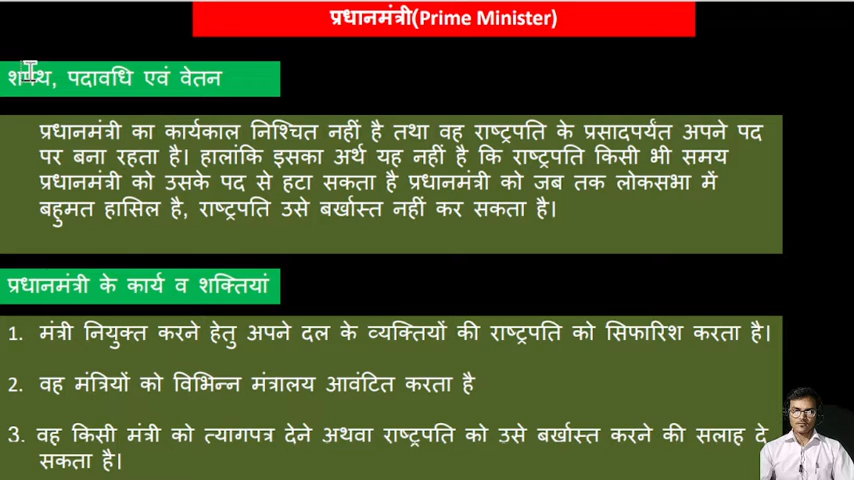 प्रधानमंत्री(Prime Minister)
शपथ, पदावधि एवं वेतन
प्रधानमंत्री का कार्यकाल निश्चित नहीं है तथा वह राष्ट्रपति के प्रसादपर्यंत अपने पद
पर बना रहता है। हालांकि इसका अर्थ यह नहीं है कि राष्ट्रपति किसी भी समय
प्रधानमंत्री को उसके पद से हटा सकता है प्रधानमंत्री को जब तक लोकसभा में
बहुमत हासिल है, राष्ट्रपति उसे बर्खास्त नहीं कर सकता है।
प्रधानमंत्री के कार्य व शक्तियां
1. मंत्री नियुक्त करने हेतु अपने दल के व्यक्तियों की राष्ट्रपति को सिफारिश करता है।
2. वह मंत्रियों को विभिन्न मंत्रालय आवंटित करता है
3. वह किसी मंत्री को त्यागपत्र देने अथवा राष्ट्रपति को उसे बर्खास्त करने की सलाह दे
सकता है।